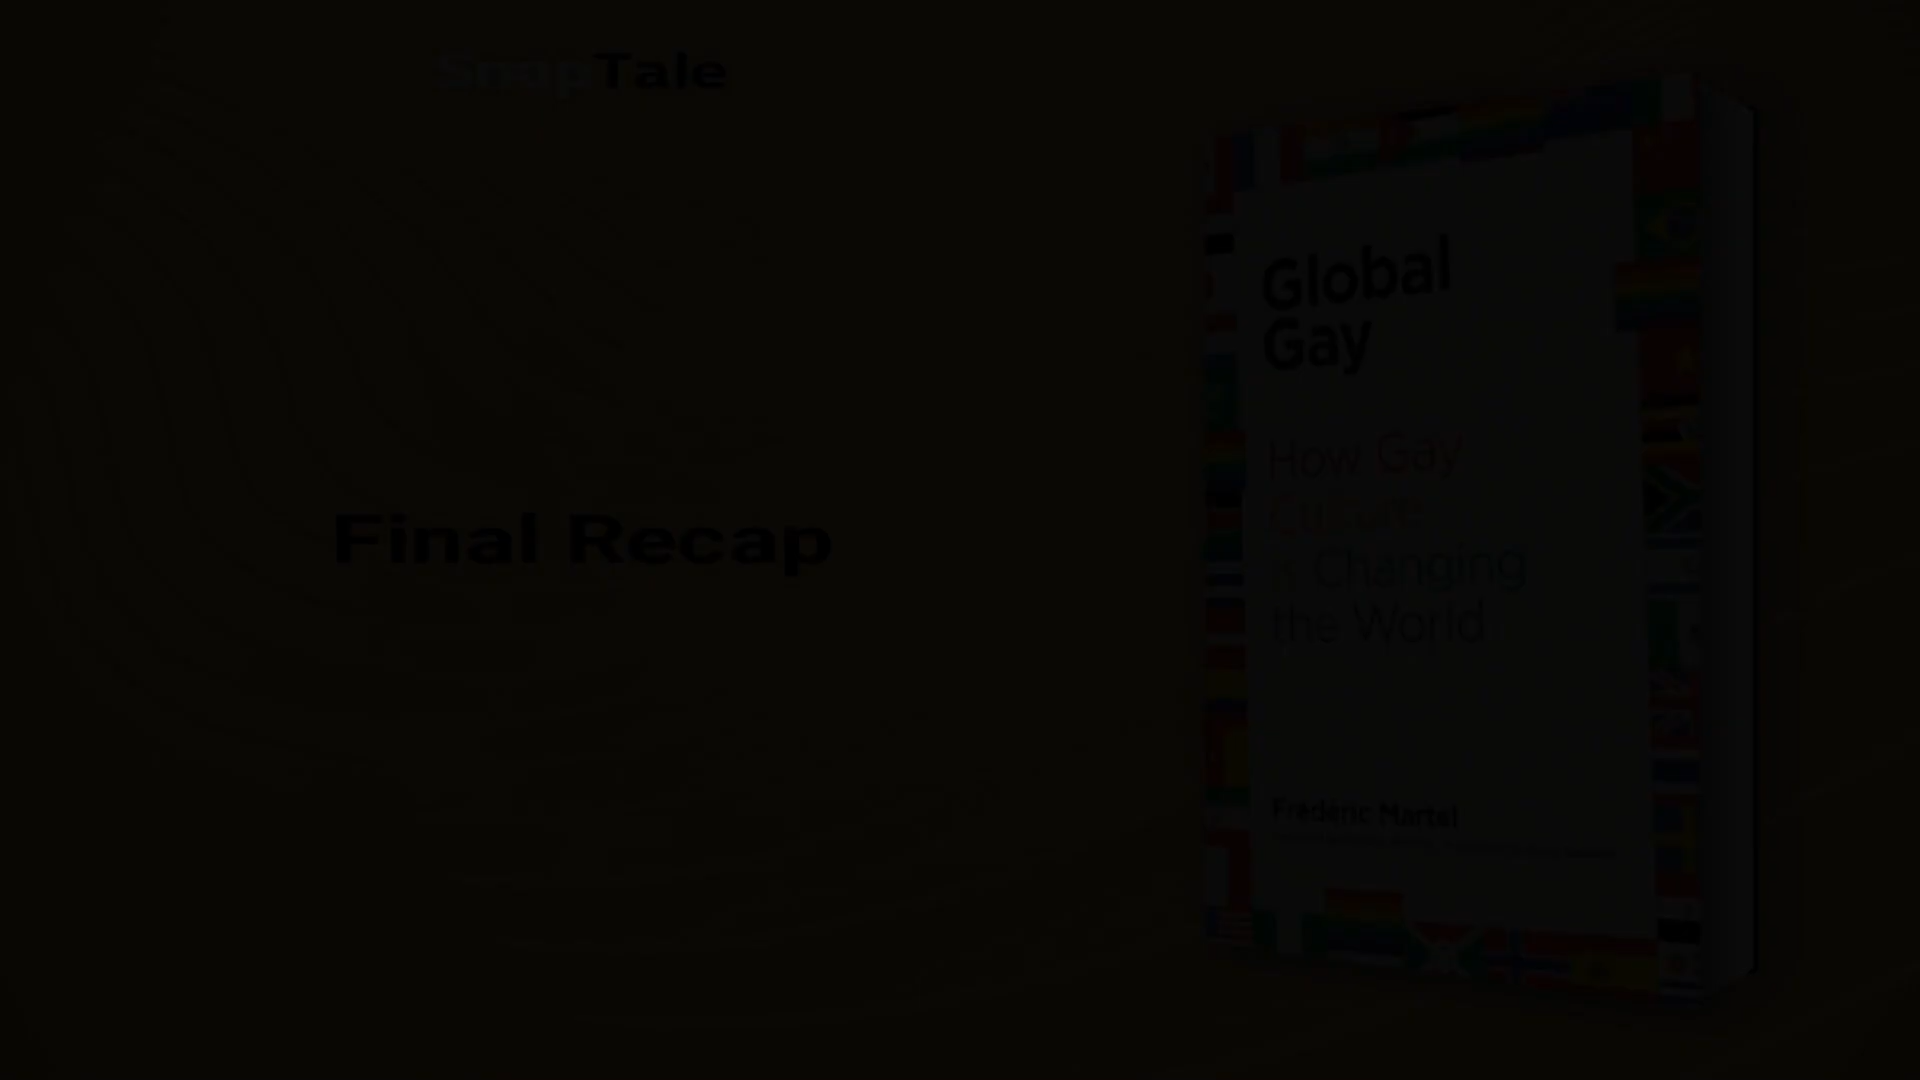 SnapTale
Final Recap
Global
Gay
How Gay
Culture
is Changing
the World
Frédéric Martel